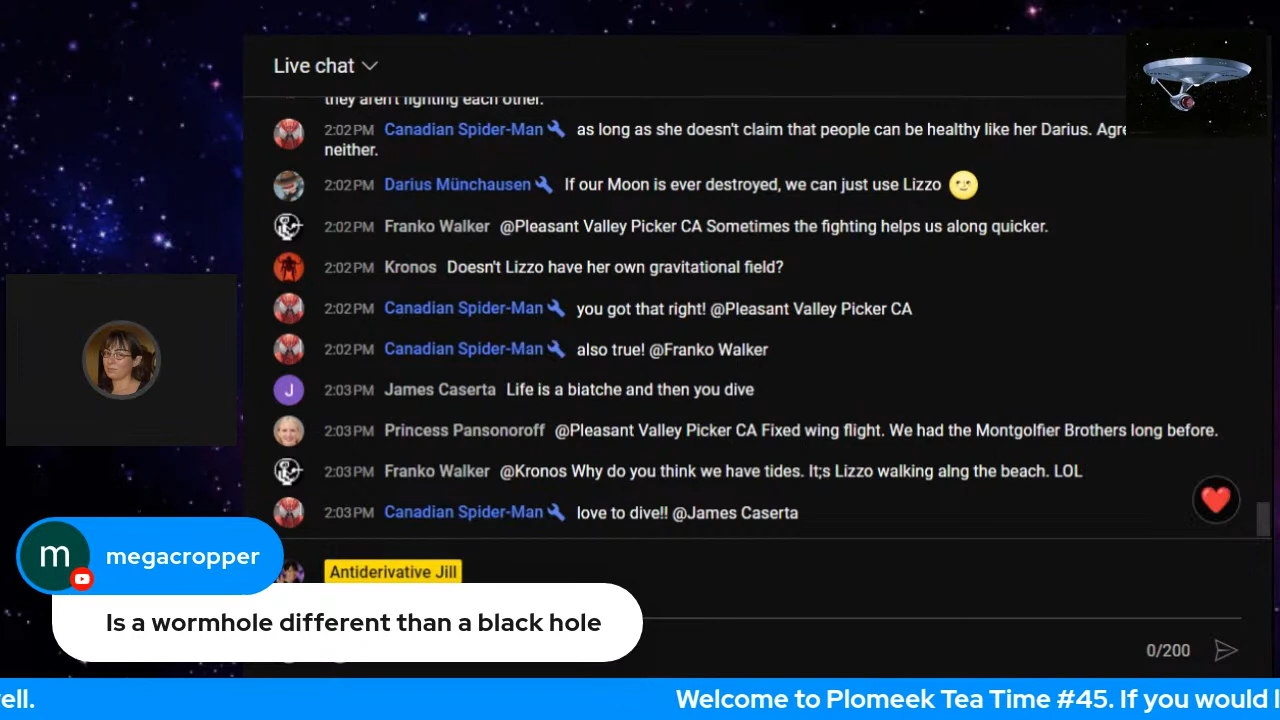 Live chat
they aren't fighting each other.
2:02 PM Canadian Spider-Man as long as she doesn't claim that people can be healthy like her Darius. Agre
neither.
2:02 PM Darius Münchausen If our Moon is ever destroyed, we can just use Lizzo
2:02 PM Franko Walker @Pleasant Valley Picker CA Sometimes the fighting helps us along quicker.
2:02 PM Kronos Doesn't Lizzo have her own gravitational field?
2:02 PM Canadian Spider-Man you got that right! @Pleasant Valley Picker CA
2:02 PM Canadian Spider-Man also true! @Franko Walker
J 2:03 PM James Caserta Life is a biatche and then you dive
2:03 PM Princess Pansonoroff @Pleasant Valley Picker CA Fixed wing flight. We had the Montgolfier Brothers long before.
2:03 PM Franko Walker @Kronos Why do you think we have tides. It;s Lizzo walking alng the beach. LOL
2:03 PM Canadian Spider-Man love to dive!! @James Caserta
m megacropper
Antiderivative Jill
Is a wormhole different than a black hole
0/200
ell. Welcome to Plomeek Tea Time #45. If you would